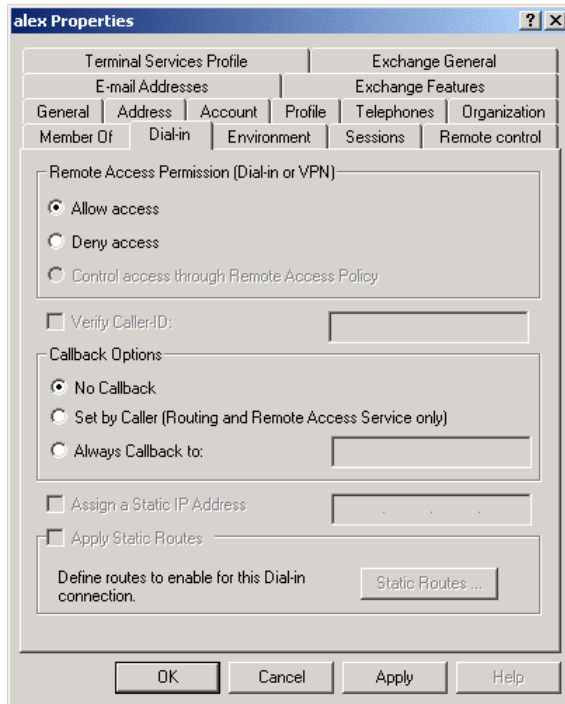 alex Properties
Terminal Services Profile Exchange General
E-mail Addresses Exchange Features
General Address Account Profile Telephones Organization
Member Of Dial-in Environment Sessions Remote control
Remote Access Permission (Dial-in or VPN)
Allow access
Deny access
Control access through Remote Access Policy
Verify Caller-ID:
Callback Options
No Callback
Set by Caller (Routing and Remote Access Service only)
Always Callback to:
Assign a Static IP Address
Apply Static Routes
Define routes to enable for this Dial-in
connection.
Static Routes ...
OK Cancel Apply Help